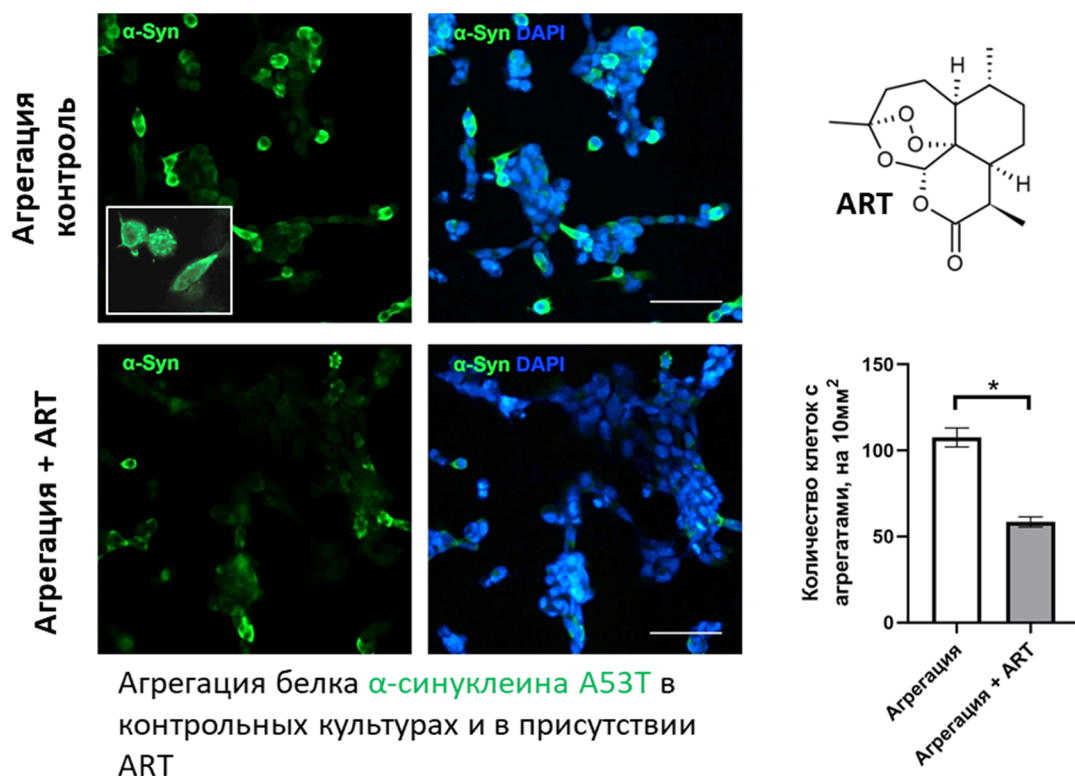 Агрегация
контроль
α-Syn
α-Syn DAPI
H
O
O
O
H
O
O
ART
Агрегация + ART
α-Syn
α-Syn DAPI
Количество клеток с
агрегатами, на 10мм2
150
*
100
50
0
Агрегация
Агрегация + ART
Агрегация белка α-синуклеина A53T в
контрольных культурах и в присутствии
ART